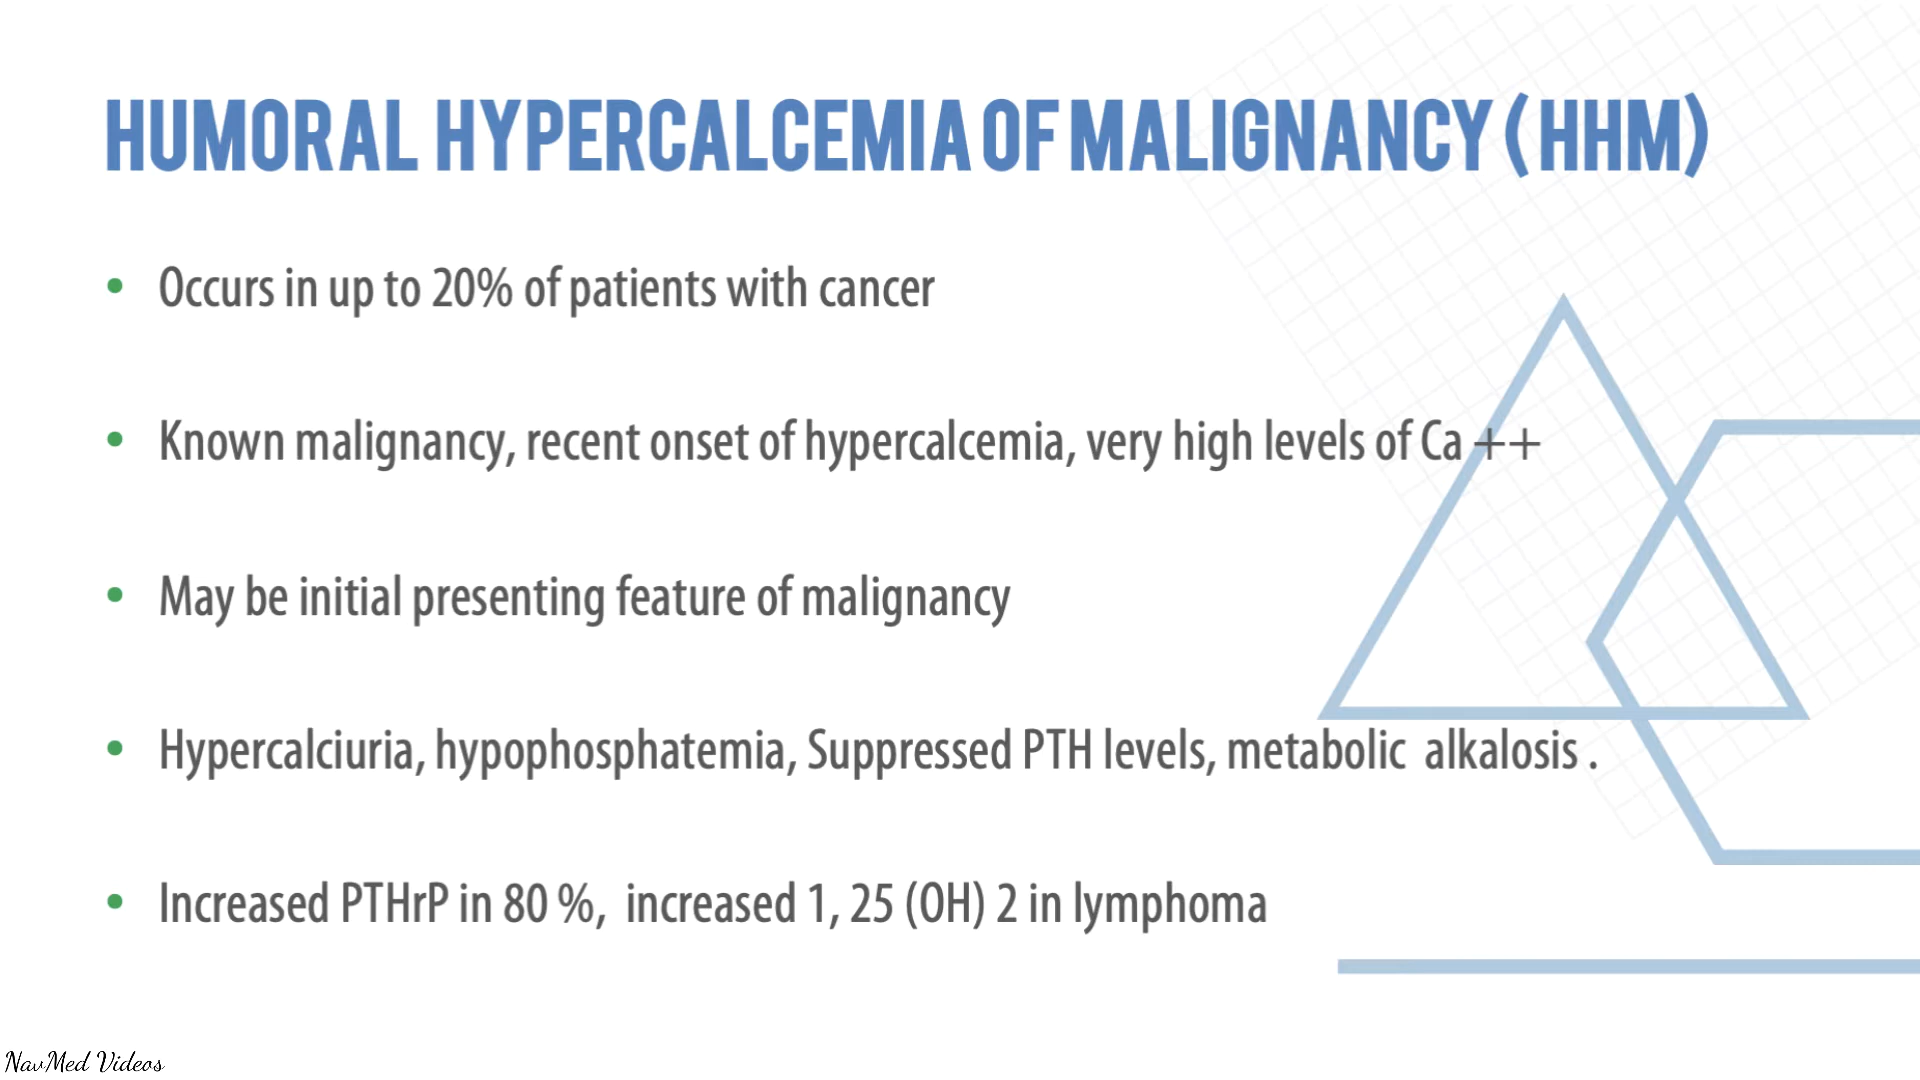 HUMORAL HYPERCALCEMIA OF MALIGNANCY ( HHM)
• Occurs in up to 20% of patients with cancer
• Known malignancy, recent onset of hypercalcemia, very high levels of Ca ++
• May be initial presenting feature of malignancy
• Hypercalciuria, hypophosphatemia, Suppressed PTH levels, metabolic alkalosis .
• Increased PTHrP in 80 %, increased 1, 25 (OH) 2 in lymphoma
NavMed Videos